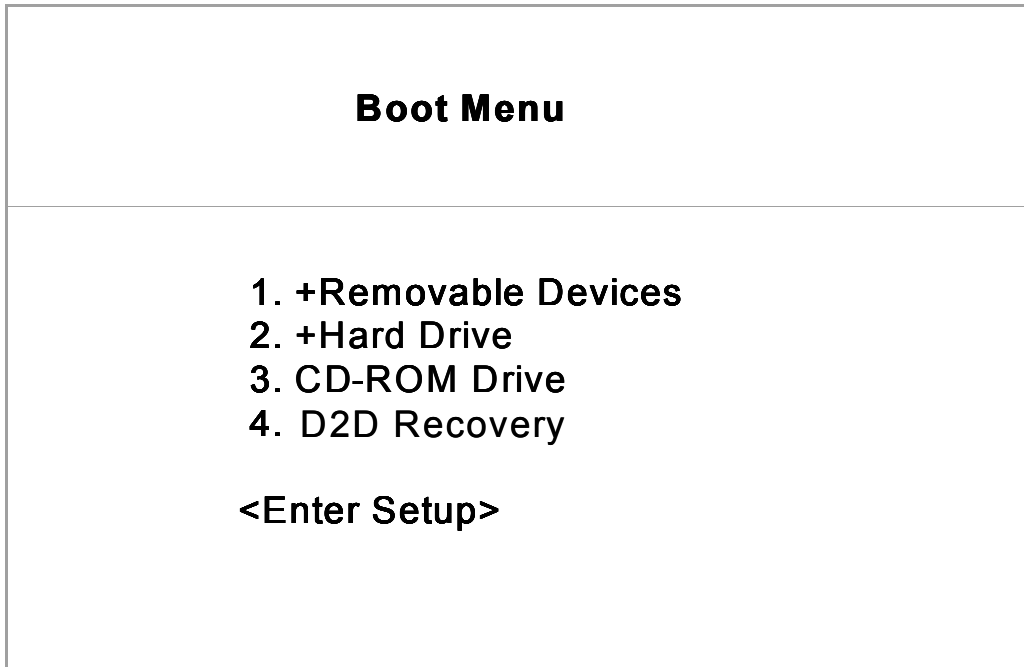 Boot Menu
1. +Removable Devices
2. +Hard Drive
3. CD-ROM Drive
4. D2D Recovery
<Enter Setup>